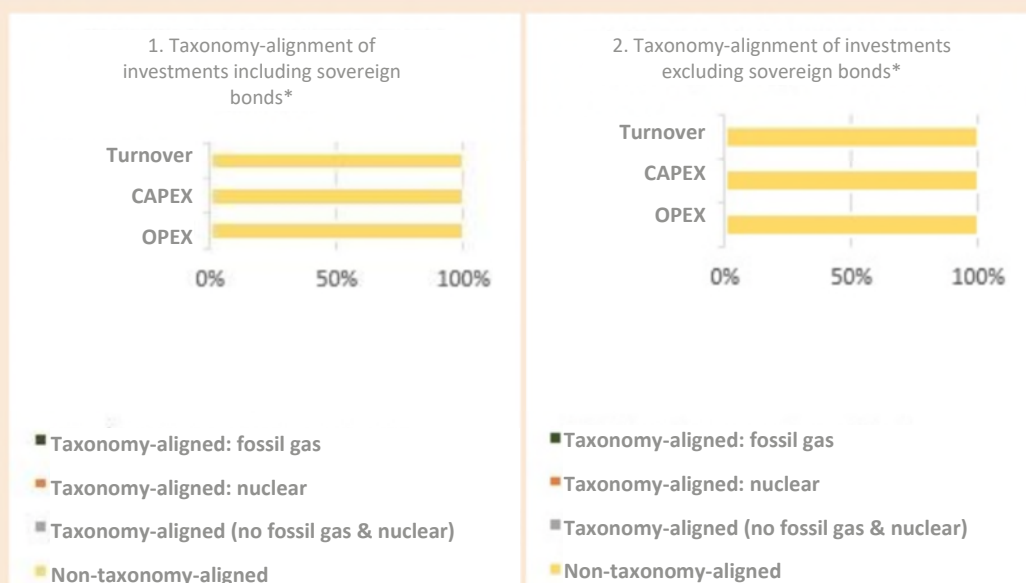 1. Taxonomy-alignment of
investments including sovereign
bonds*
Turnover
CAPEX
OPEX
0% 50% 100%
Taxonomy-aligned: fossil gas
Taxonomy-aligned: nuclear
Taxonomy-aligned (no fossil gas & nuclear)
Non-taxonomy-aligned
2. Taxonomy-alignment of investments
excluding sovereign bonds*
Turnover
CAPEX
OPEX
0% 50% 100%
Taxonomy-aligned: fossil gas
Taxonomy-aligned: nuclear
Taxonomy-aligned (no fossil gas & nuclear)
Non-taxonomy-aligned